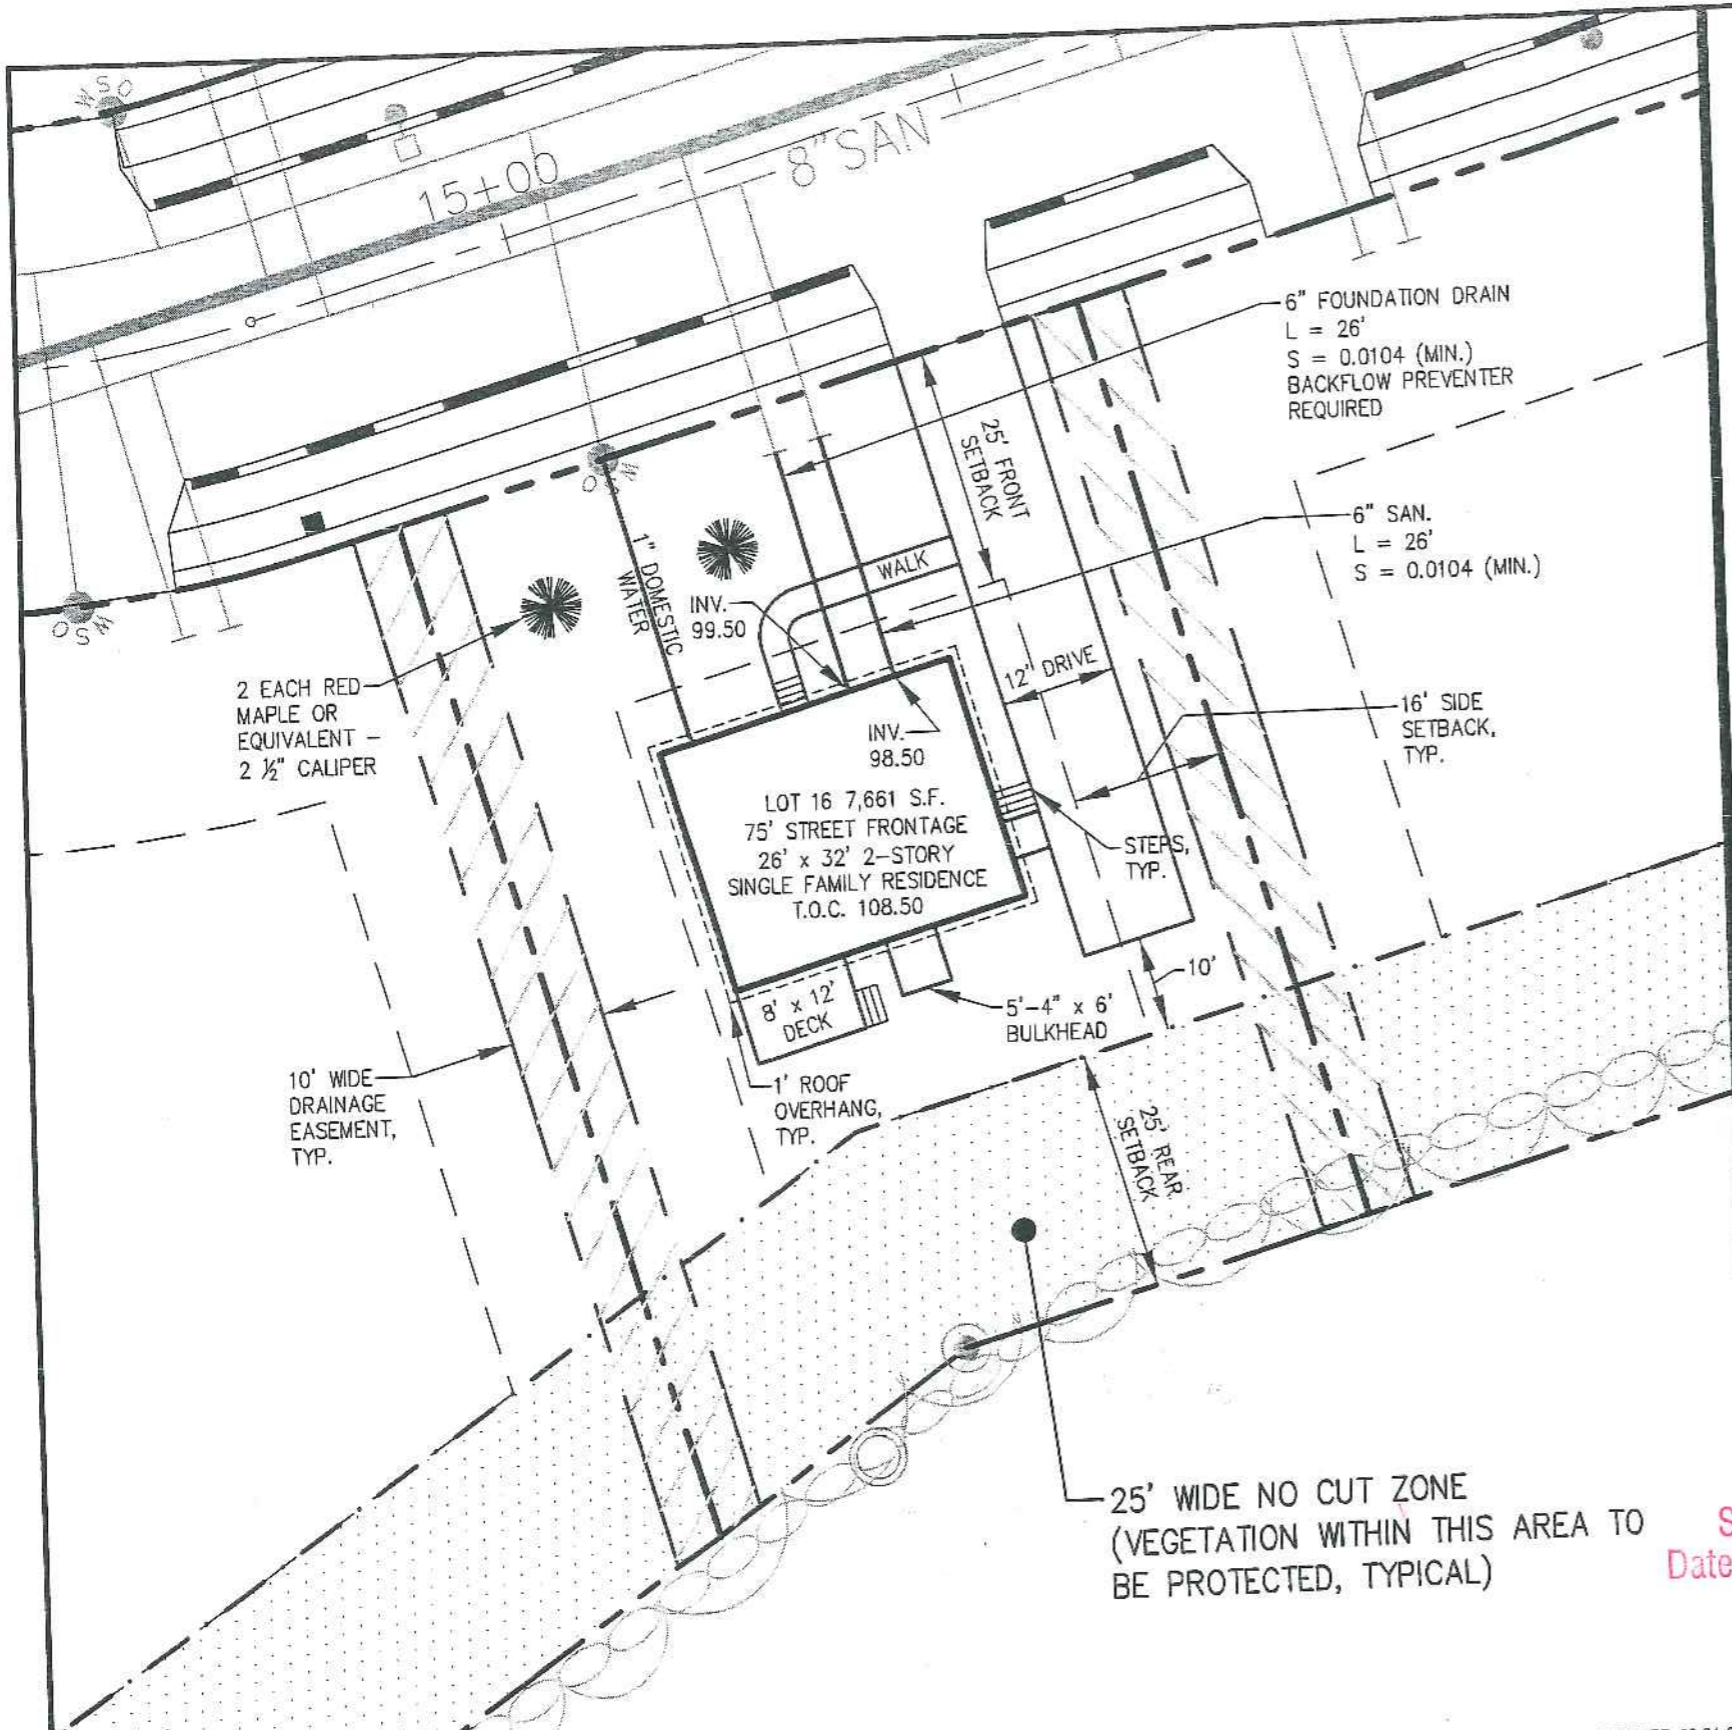 WSO
15+00
8"SAN
6" FOUNDATION DRAIN
L = 26'
S = 0.0104 (MIN.)
BACKFLOW PREVENTER
REQUIRED
25' FRONT
SETBACK
WSO
6" SAN.
L = 26'
S = 0.0104 (MIN.)
1" DOMESTIC
WATER
WALK
INV.
99.50
WSO
2 EACH RED
MAPLE OR
EQUIVALENT –
2 ½" CALIPER
12' DRIVE
16' SIDE
SETBACK,
TYP.
INV.
98.50
LOT 16 7,661 S.F.
75' STREET FRONTAGE
26' x 32' 2-STORY
SINGLE FAMILY RESIDENCE
T.O.C. 108.50
STEPS,
TYP.
10'
8' x 12'
DECK
5'-4" x 6'
BULKHEAD
10' WIDE
DRAINAGE
EASEMENT,
TYP.
1' ROOF
OVERHANG,
TYP.
25' REAR
SETBACK
25' WIDE NO CUT ZONE
(VEGETATION WITHIN THIS AREA TO
BE PROTECTED, TYPICAL)
S
Date